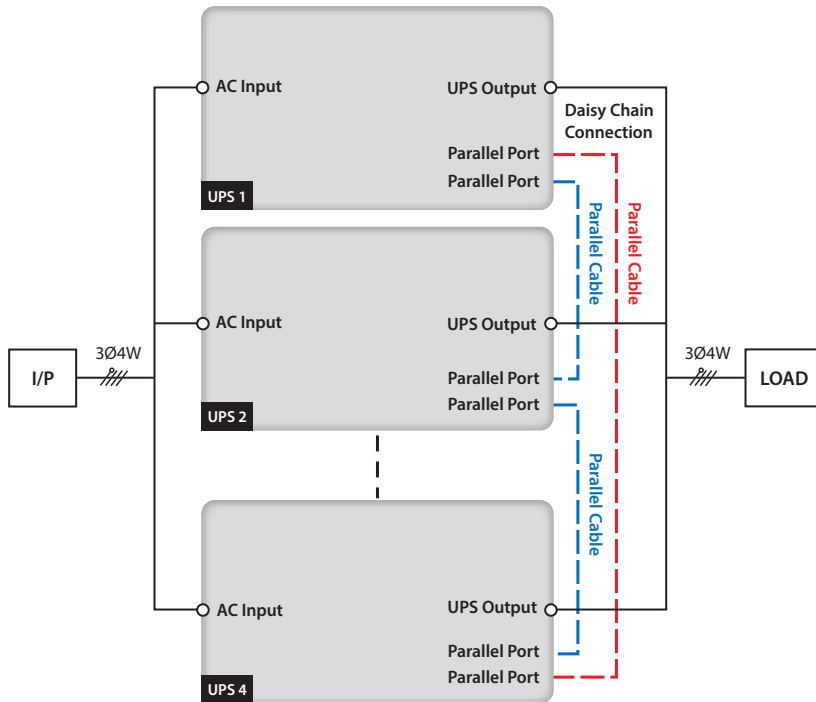 AC Input
UPS Output
Daisy Chain
Connection
Parallel Port
Parallel Port
UPS 1
Parallel Cable
Parallel Cable
AC Input
UPS Output
3Ø4W
I/P
3Ø4W
LOAD
Parallel Port
Parallel Port
UPS 2
Parallel Cable
AC Input
UPS Output
Parallel Port
Parallel Port
UPS 4